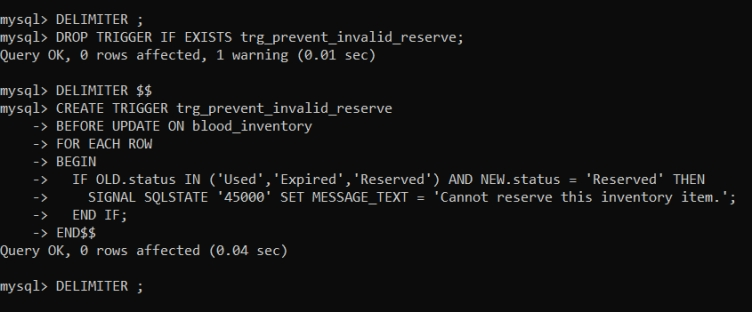 mysql> DELIMITER ;
mysql> DROP TRIGGER IF EXISTS trg_prevent_invalid_reserve;
Query OK, 0 rows affected, 1 warning (0.01 sec)

mysql> DELIMITER $$
mysql> CREATE TRIGGER trg_prevent_invalid_reserve
    -> BEFORE UPDATE ON blood_inventory
    -> FOR EACH ROW
    -> BEGIN
    ->   IF OLD.status IN ('Used','Expired','Reserved') AND NEW.status = 'Reserved' THEN
    ->     SIGNAL SQLSTATE '45000' SET MESSAGE_TEXT = 'Cannot reserve this inventory item.';
    ->   END IF;
    -> END$$
Query OK, 0 rows affected (0.04 sec)

mysql> DELIMITER ;